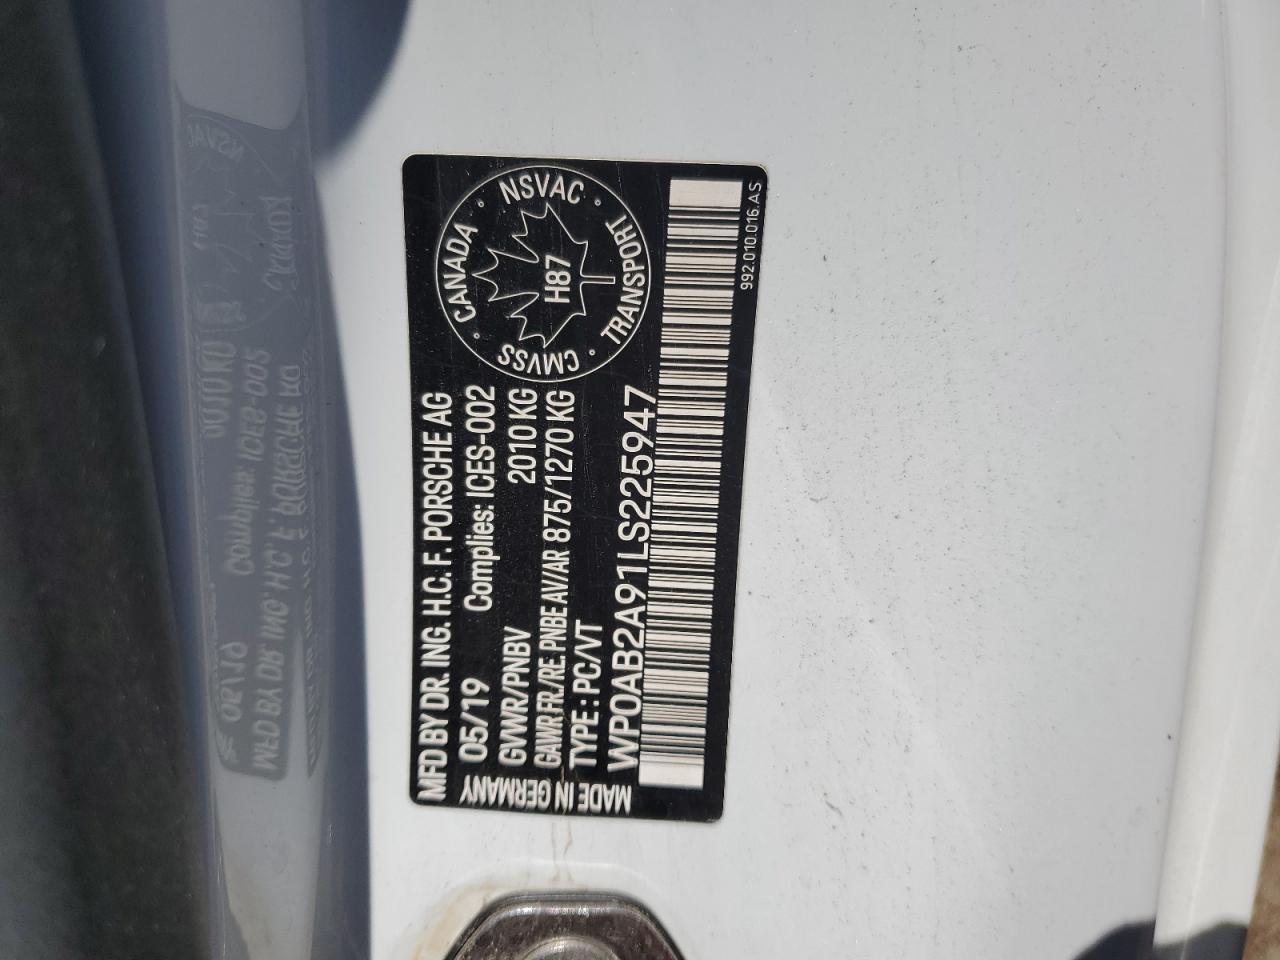 MFD BY DR. ING. H.C. F. PORSCHE AG
05/19 Complies: ICES-002
GVWR/PNBV 2010 KG
GAWR FR./RE. PNBE AV/AR 875/1270 KG
TYPE : PC/VT
WP0AB2A91LS225947
MADE IN GERMANY
CANADA · NSVAC · TRANSPORT · CMVSS ·
H87
992.010.016.AS